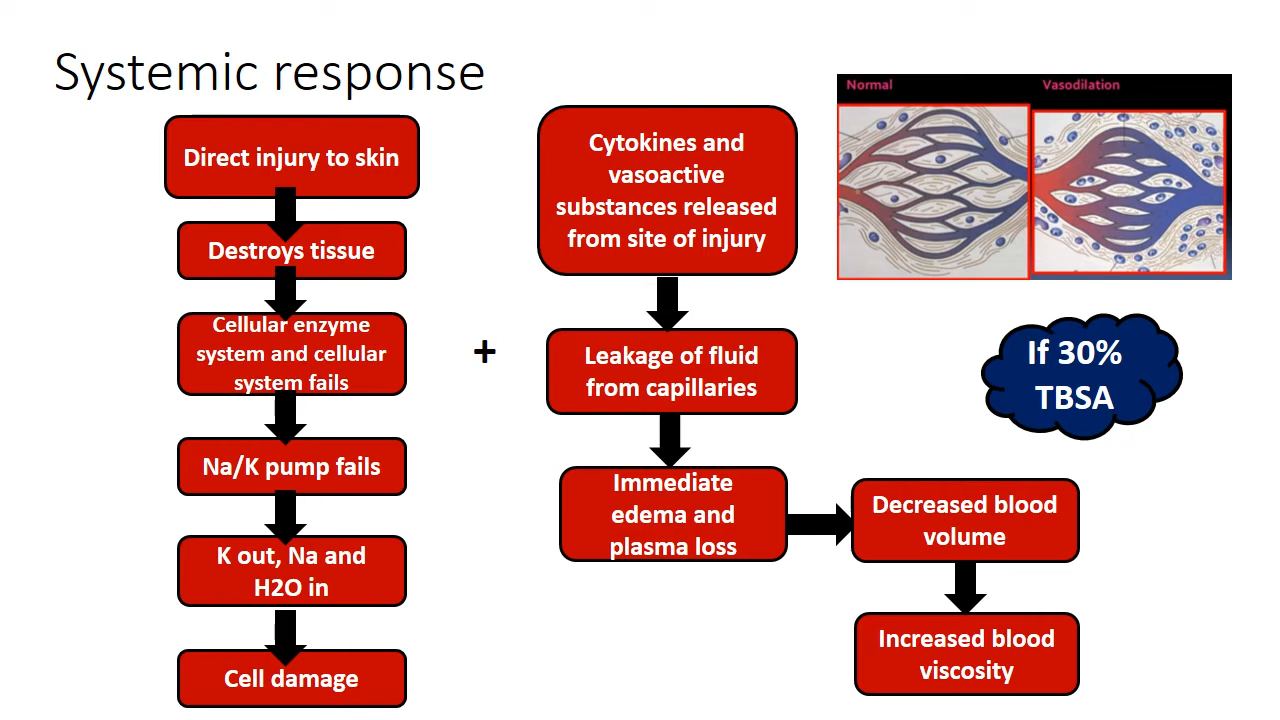 Systemic response
Direct injury to skin
Destroys tissue
Cellular enzyme
system and cellular
system fails
Na/K pump fails
K out, Na and
H2O in
Cell damage
+
Cytokines and
vasoactive
substances released
from site of injury
Leakage of fluid
from capillaries
Immediate
edema and
plasma loss
Decreased blood
volume
Increased blood
viscosity
Normal
Vasodilation
If 30%
TBSA